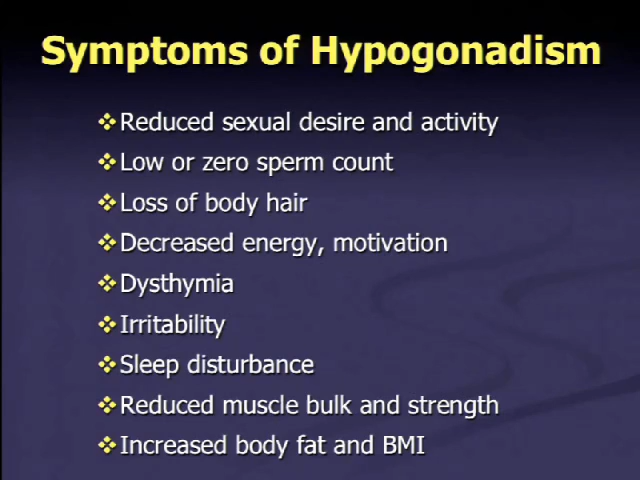 Symptoms of Hypogonadism
❖Reduced sexual desire and activity
❖Low or zero sperm count
❖Loss of body hair
❖Decreased energy, motivation
❖Dysthymia
❖Irritability
❖Sleep disturbance
❖Reduced muscle bulk and strength
❖Increased body fat and BMI